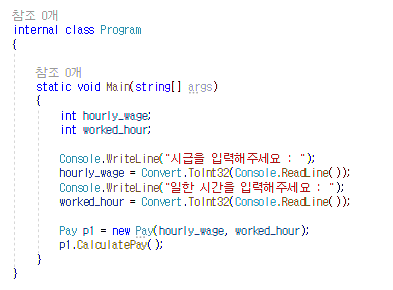 참조 0개
internal class Program
{
참조 0개
static void Main(string[] args)
{
int hourly_wage;
int worked_hour;
Console.WriteLine("시급을 입력해주세요 : ");
hourly_wage = Convert.ToInt32(Console.ReadLine());
Console.WriteLine("일한 시간을 입력해주세요 : ");
worked_hour = Convert.ToInt32(Console.ReadLine());
Pay p1 = new Pay(hourly_wage, worked_hour);
p1.CalculatePay();
}
}